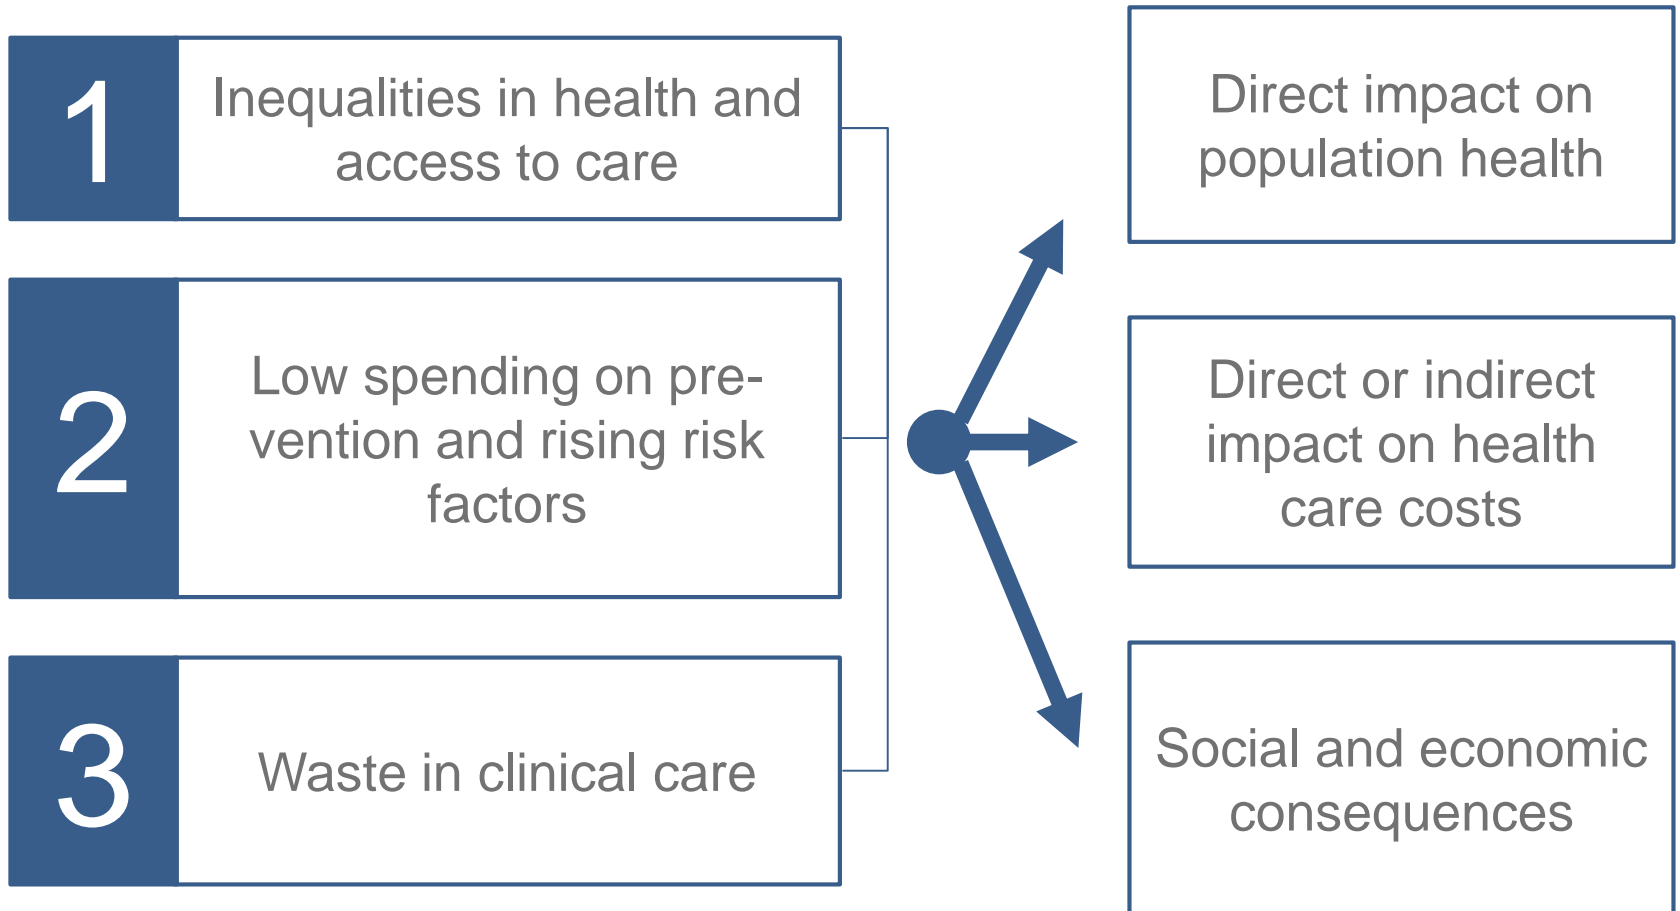 1
Inequalities in health and
access to care
2
Low spending on pre-
vention and rising risk
factors
3
Waste in clinical care
Direct impact on
population health
Direct or indirect
impact on health
care costs
Social and economic
consequences